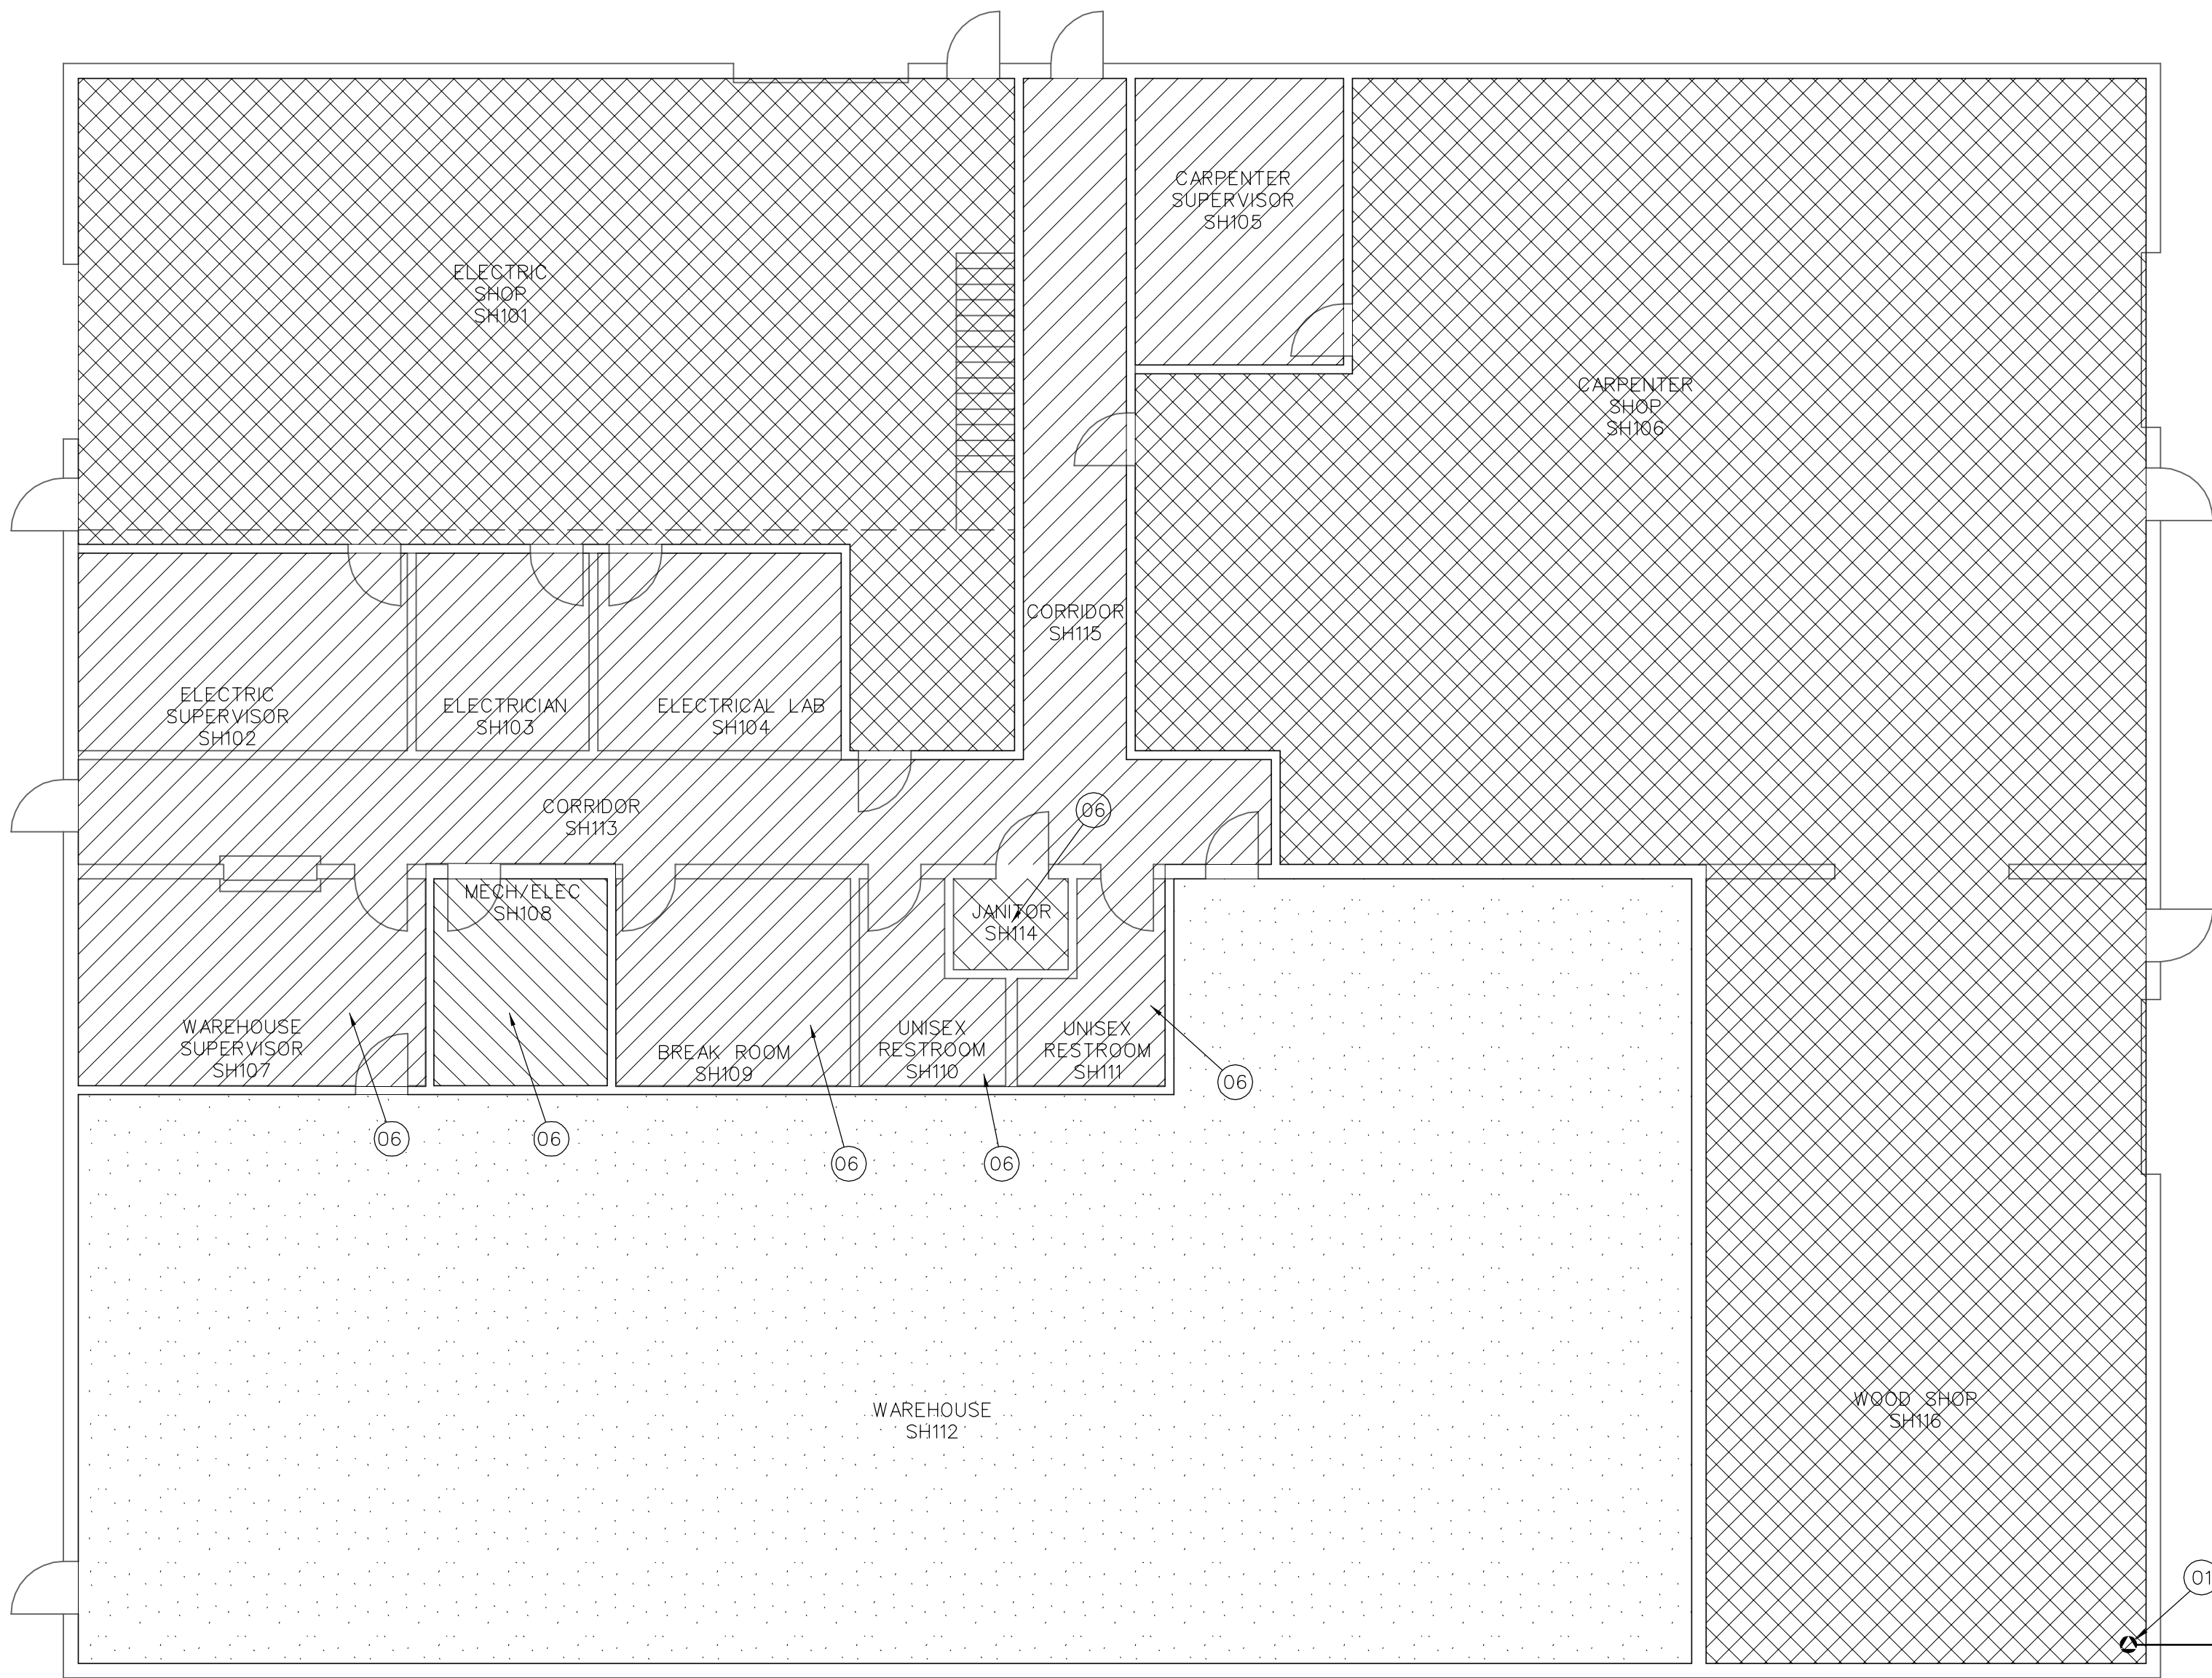 CARPENTER
SUPERVISOR
SH105
ELECTRIC
SHOP
SH101
CARPENTER
SHOP
SH106
CORRIDOR
SH115
ELECTRIC
SUPERVISOR
SH102
ELECTRICIAN
SH103
ELECTRICAL LAB
SH104
CORRIDOR
SH113
06
MECH/ELEC
SH108
JANITOR
SH114
WAREHOUSE
SUPERVISOR
SH107
BREAK ROOM
SH109
UNISEX
RESTROOM
SH110
UNISEX
RESTROOM
SH111
06
06
06
06
06
WAREHOUSE
SH112
WOOD SHOP
SH116
01